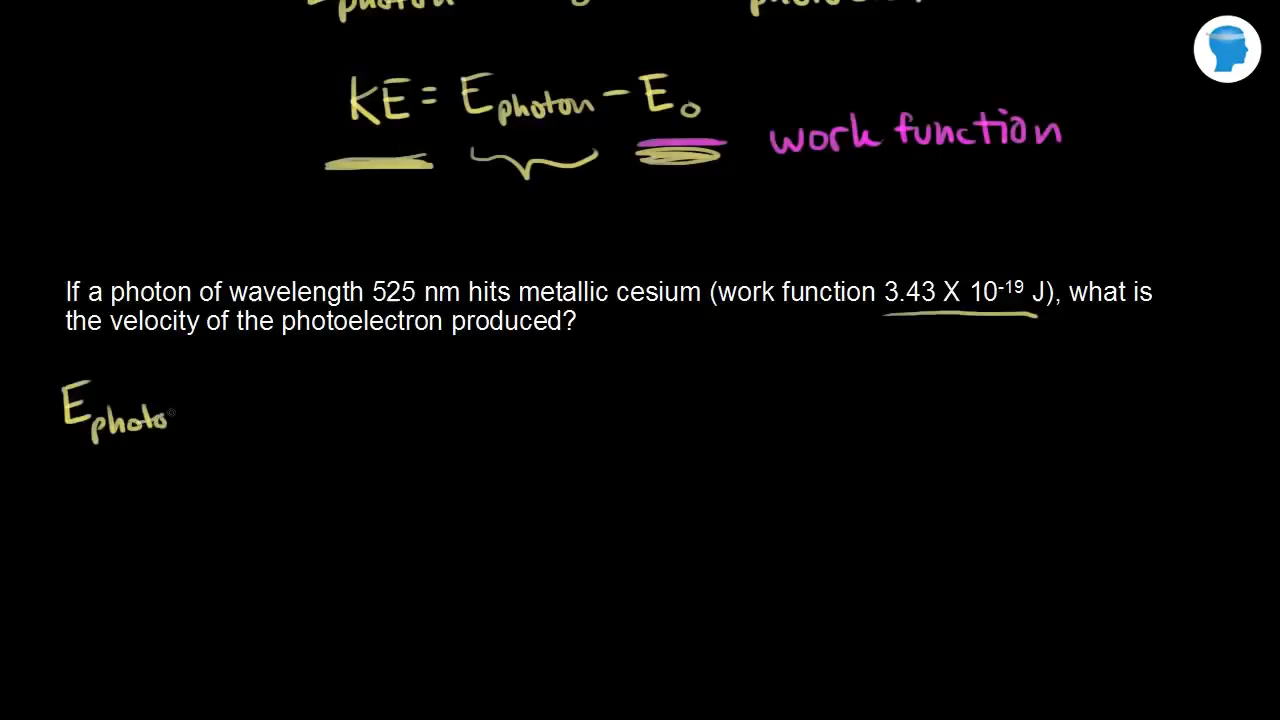 photon
KE = Ephoton - E₀
work function
If a photon of wavelength 525 nm hits metallic cesium (work function 3.43 X 10⁻¹⁹ J), what is
the velocity of the photoelectron produced?
Ephoto